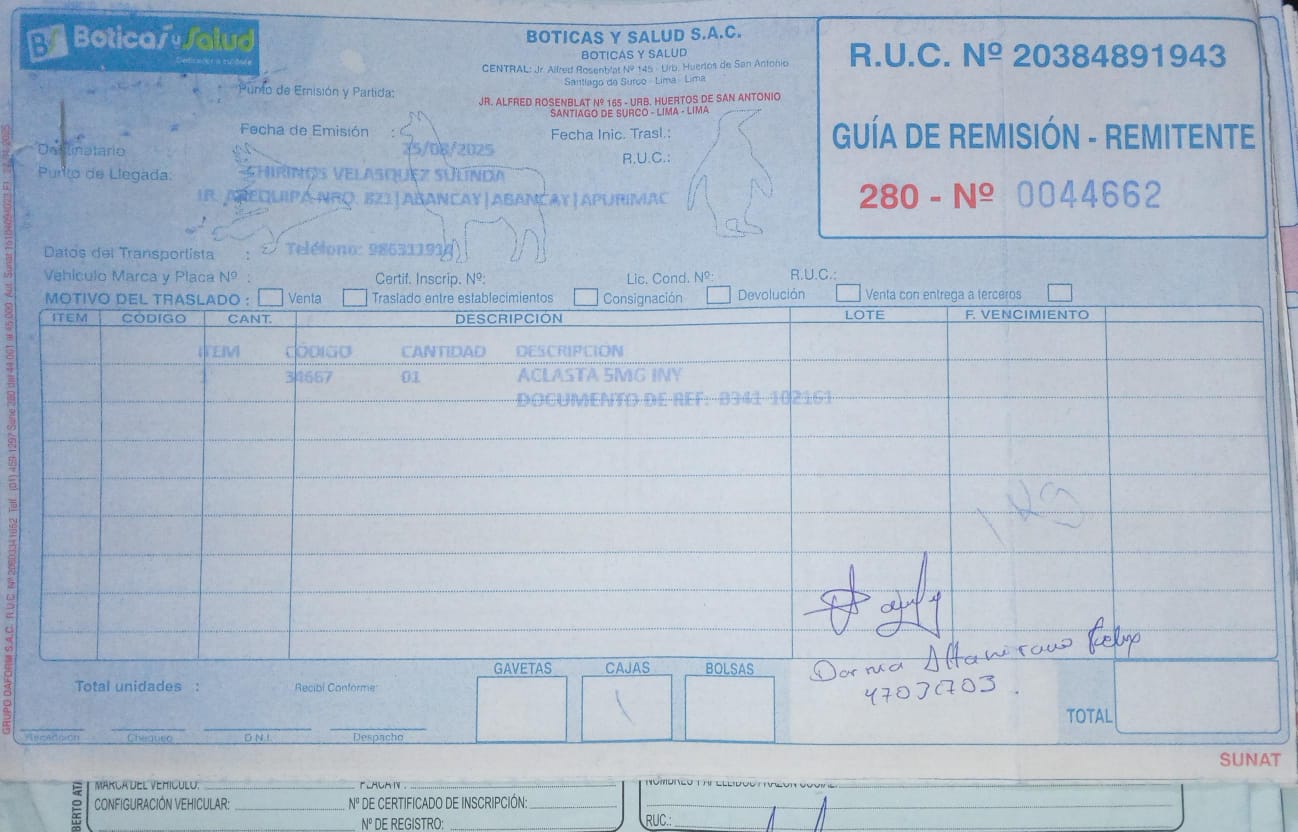 BS Boticas y Salud
Dedicados a cuidarte
BOTICAS Y SALUD S.A.C.
BOTICAS Y SALUD
CENTRAL: Jr. Alfred Rosenblat Nº 145 - Urb. Huertos de San Antonio
Santiago de Surco - Lima - Lima
JR. ALFRED ROSENBLAT Nº 165 - URB. HUERTOS DE SAN ANTONIO
SANTIAGO DE SURCO - LIMA - LIMA
R.U.C. Nº 20384891943
GUÍA DE REMISIÓN - REMITENTE
280 - Nº 0044662
Punto de Emisión y Partida:
Fecha de Emisión : 25/08/2025 Fecha Inic. Trasl.:
Destinatario R.U.C.:
Punto de Llegada: CHIRINOS VELASQUEZ SULINDA
JR. AREQUIPA NRO. 821|ABANCAY|ABANCAY|APURIMAC
Datos del Transportista : Teléfono:
Vehículo Marca y Placa Nº : Certif. Inscrip. Nº: Lic. Cond. Nº: R.U.C.:
MOTIVO DEL TRASLADO : Venta Traslado entre establecimientos Consignación Devolución Venta con entrega a terceros
ITEM CÓDIGO CANT. DESCRIPCIÓN LOTE F. VENCIMIENTO
ITEM CÓDIGO CANTIDAD DESCRIPCION
1 34667 01 ACLASTA 5MG INY
DOCUMENTO DE REF: 0341-102161
1 Kg
Altamirano
GAVETAS CAJAS BOLSAS
1
Total unidades : Recibí Conforme:
TOTAL
Recepción Chequeo D.N.I. Despacho
SUNAT
MARCA DEL VEHÍCULO: PLACA Nº:
CONFIGURACIÓN VEHICULAR: Nº DE CERTIFICADO DE INSCRIPCIÓN:
Nº DE REGISTRO:
RUC.: